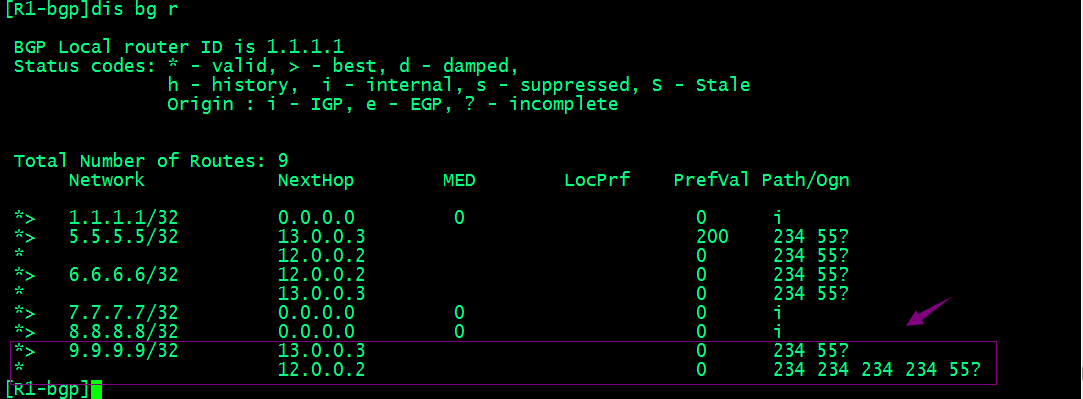 [R1-bgp]dis bg r
BGP Local router ID is 1.1.1.1
Status codes: * - valid, > - best, d - damped,
h - history,  i - internal, s - suppressed, S - Stale
Origin : i - IGP, e - EGP, ? - incomplete
Total Number of Routes: 9
Network NextHop MED LocPrf PrefVal Path/Ogn
*> 1.1.1.1/32 0.0.0.0 0 0 i
*> 5.5.5.5/32 13.0.0.3 200 234 55?
* 12.0.0.2 0 234 55?
*> 6.6.6.6/32 12.0.0.2 0 234 55?
* 13.0.0.3 0 234 55?
*> 7.7.7.7/32 0.0.0.0 0 0 i
*> 8.8.8.8/32 0.0.0.0 0 0 i
*> 9.9.9.9/32 13.0.0.3 0 234 55?
* 12.0.0.2 0 234 234 234 234 55?
[R1-bgp]